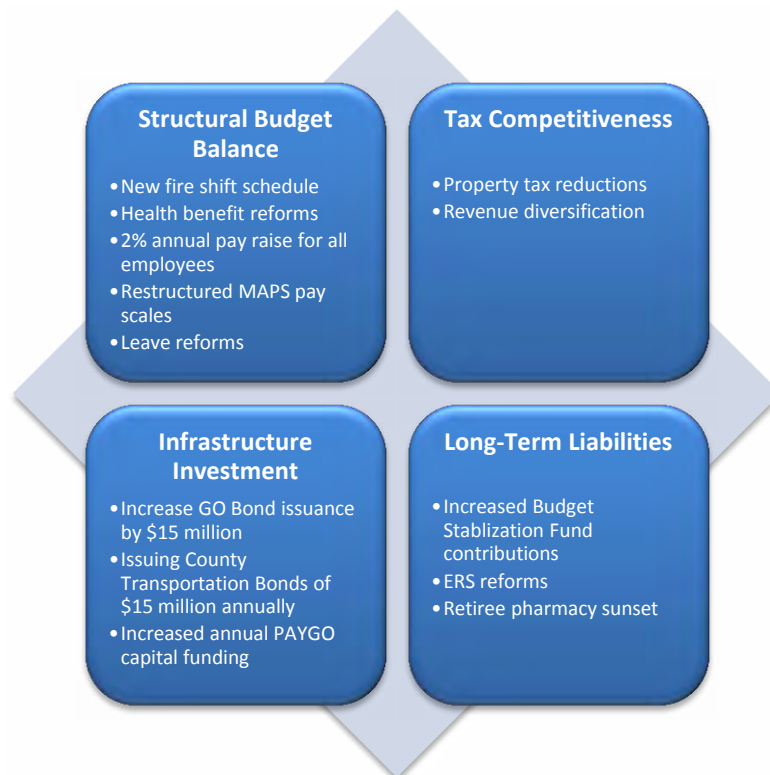 Structural Budget
Balance
•New fire shift schedule
•Health benefit reforms
•2% annual pay raise for all
employees
•Restructured MAPS pay
scales
•Leave reforms
Tax Competitiveness
•Property tax reductions
•Revenue diversification
Infrastructure
Investment
•Increase GO Bond issuance
by $15 million
•Issuing County
Transportation Bonds of
$15 million annually
•Increased annual PAYGO
capital funding
Long-Term Liabilities
•Increased Budget
Stablization Fund
contributions
•ERS reforms
•Retiree pharmacy sunset